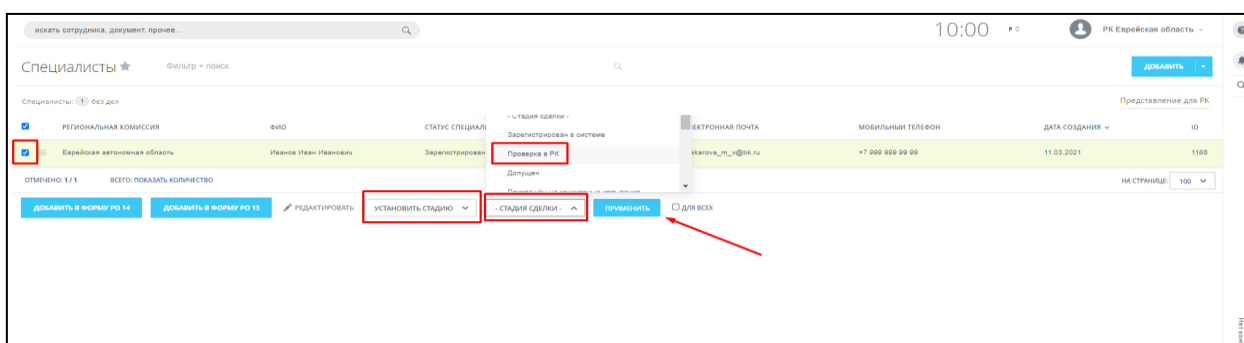 искать сотрудника, документ, прочее...
10:00
0
РК Еврейская область
Специалисты
Фильтр + поиск
ДОБАВИТЬ
Специалисты: 1 без дел
Представление для РК
РЕГИОНАЛЬНАЯ КОМИССИЯ ФИО СТАТУС СПЕЦИАЛ ЕКТРОННАЯ ПОЧТА МОБИЛЬНЫЙ ТЕЛЕФОН ДАТА СОЗДАНИЯ ID
- Стадия сделки -
Зарегистрирован в системе
Проверка в РК
Допущен
Еврейская автономная область Иванов Иван Иванович Зарегистрирован akarova_m_v@bk.ru +7 999 999 99 99 11.03.2021 1186
ОТМЕЧЕНО: 1 / 1 ВСЕГО: ПОКАЗАТЬ КОЛИЧЕСТВО НА СТРАНИЦЕ: 100
ДОБАВИТЬ В ФОРМУ РО 14 ДОБАВИТЬ В ФОРМУ РО 15 РЕДАКТИРОВАТЬ УСТАНОВИТЬ СТАДИЮ - СТАДИЯ СДЕЛКИ - ПРИМЕНИТЬ ДЛЯ ВСЕХ